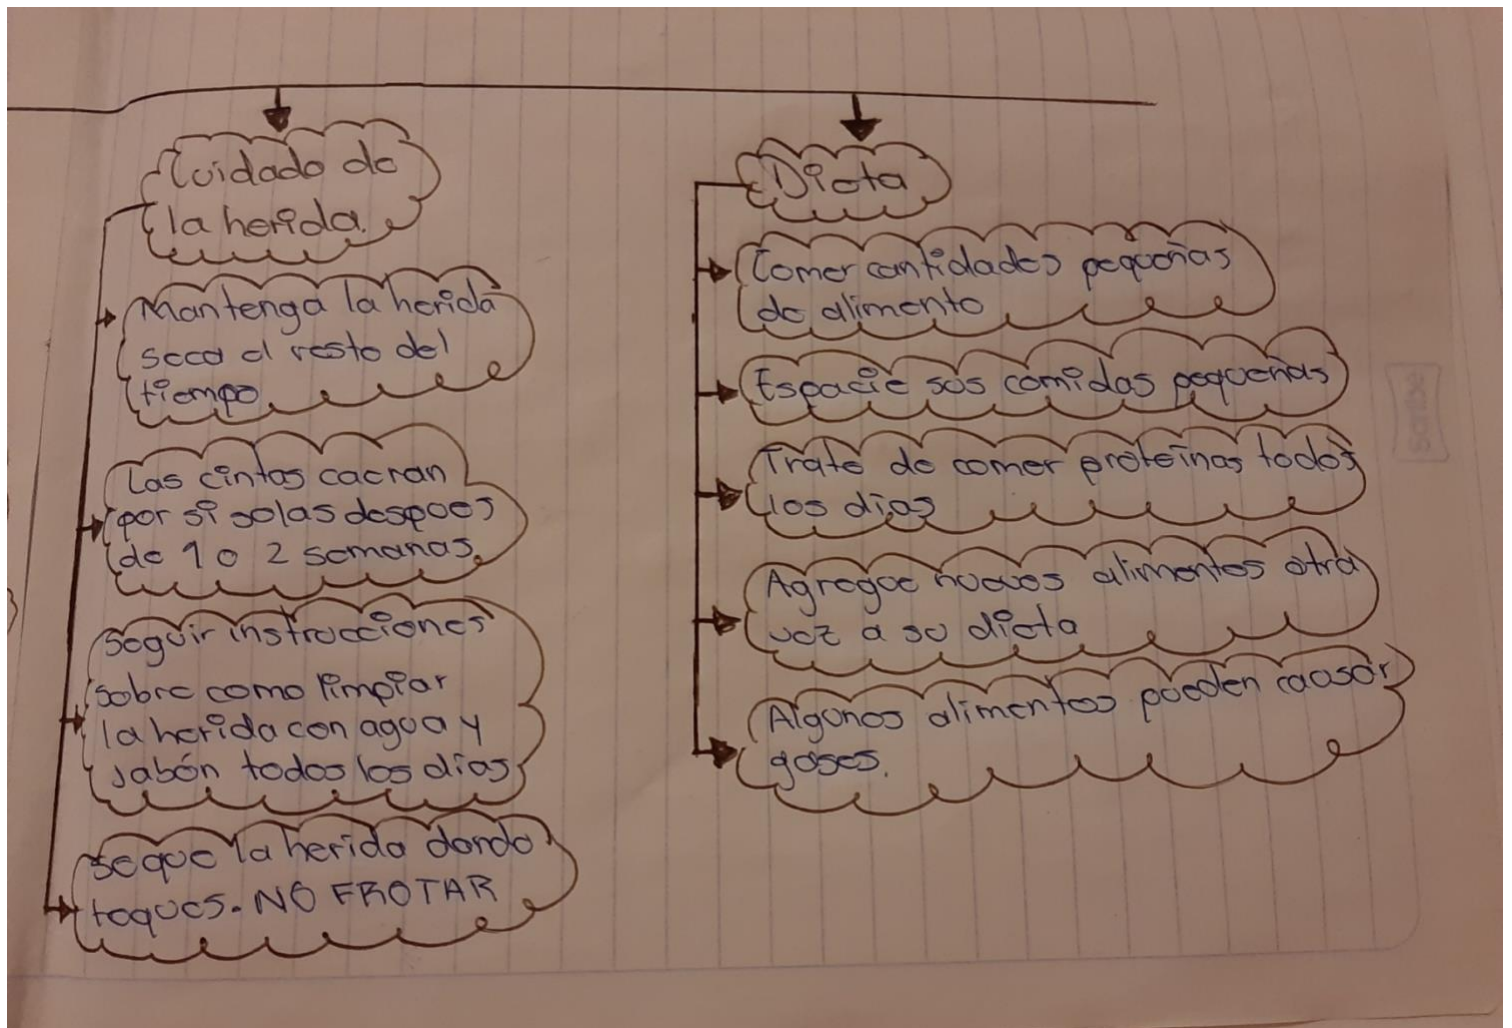 Cuidado de
la herida.
Mantenga la herida
seca el resto del
tiempo
Las cintas caeran
por si solas despues
de 1 o 2 semanas.
Seguir instrucciones
sobre como limpiar
la herida con agua y
Jabón todos los días
seque la herida dando
toques. NO FROTAR
Dieta
Comer cantidades pequeñas
de alimento
Espacie sus comidas pequeñas
Trate de comer proteínas todos
los días
Agregue nuevos alimentos otra
vez a su dieta
Algunos alimentos pueden causar
gases.
scribe